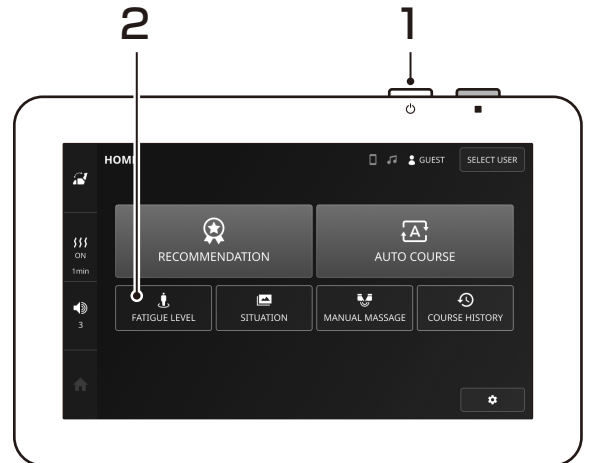 2 1
HOME
GUEST
SELECT USER
ON
1min
3
RECOMMENDATION
A
AUTO COURSE
FATIGUE LEVEL
SITUATION
MANUAL MASSAGE
COURSE HISTORY